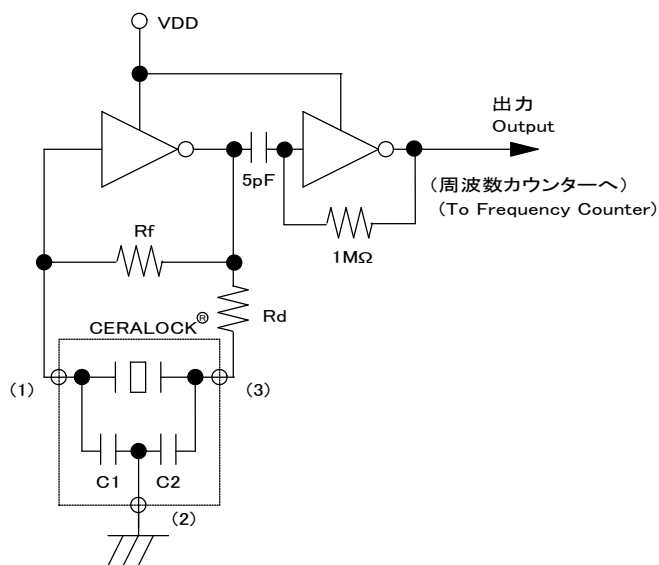 VDD
出力
Output
5pF
(周波数カウンターへ)
(To Frequency Counter)
Rf
1MΩ
Rd
CERALOCK®
(1)
(3)
C1
C2
(2)